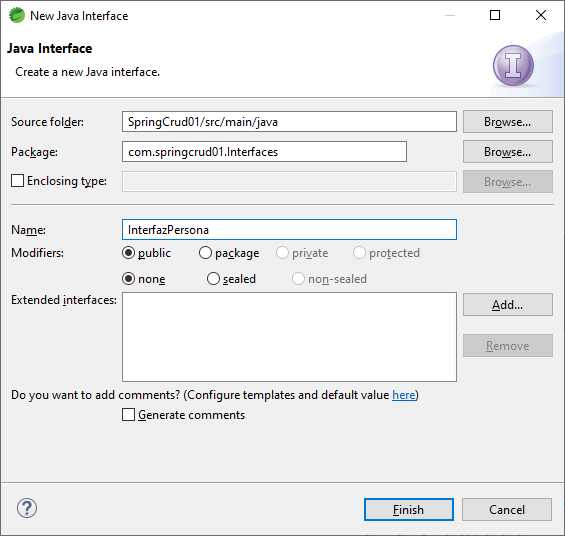 New Java Interface
Java Interface
Create a new Java interface.
I
Source folder: SpringCrud01/src/main/java Browse...
Package: com.springcrud01.Interfaces Browse...
Enclosing type: Browse...
Name: InterfazPersona
Modifiers: public package private protected
none sealed non-sealed
Extended interfaces: Add...
Remove
Do you want to add comments? (Configure templates and default value here)
Generate comments
? Finish Cancel